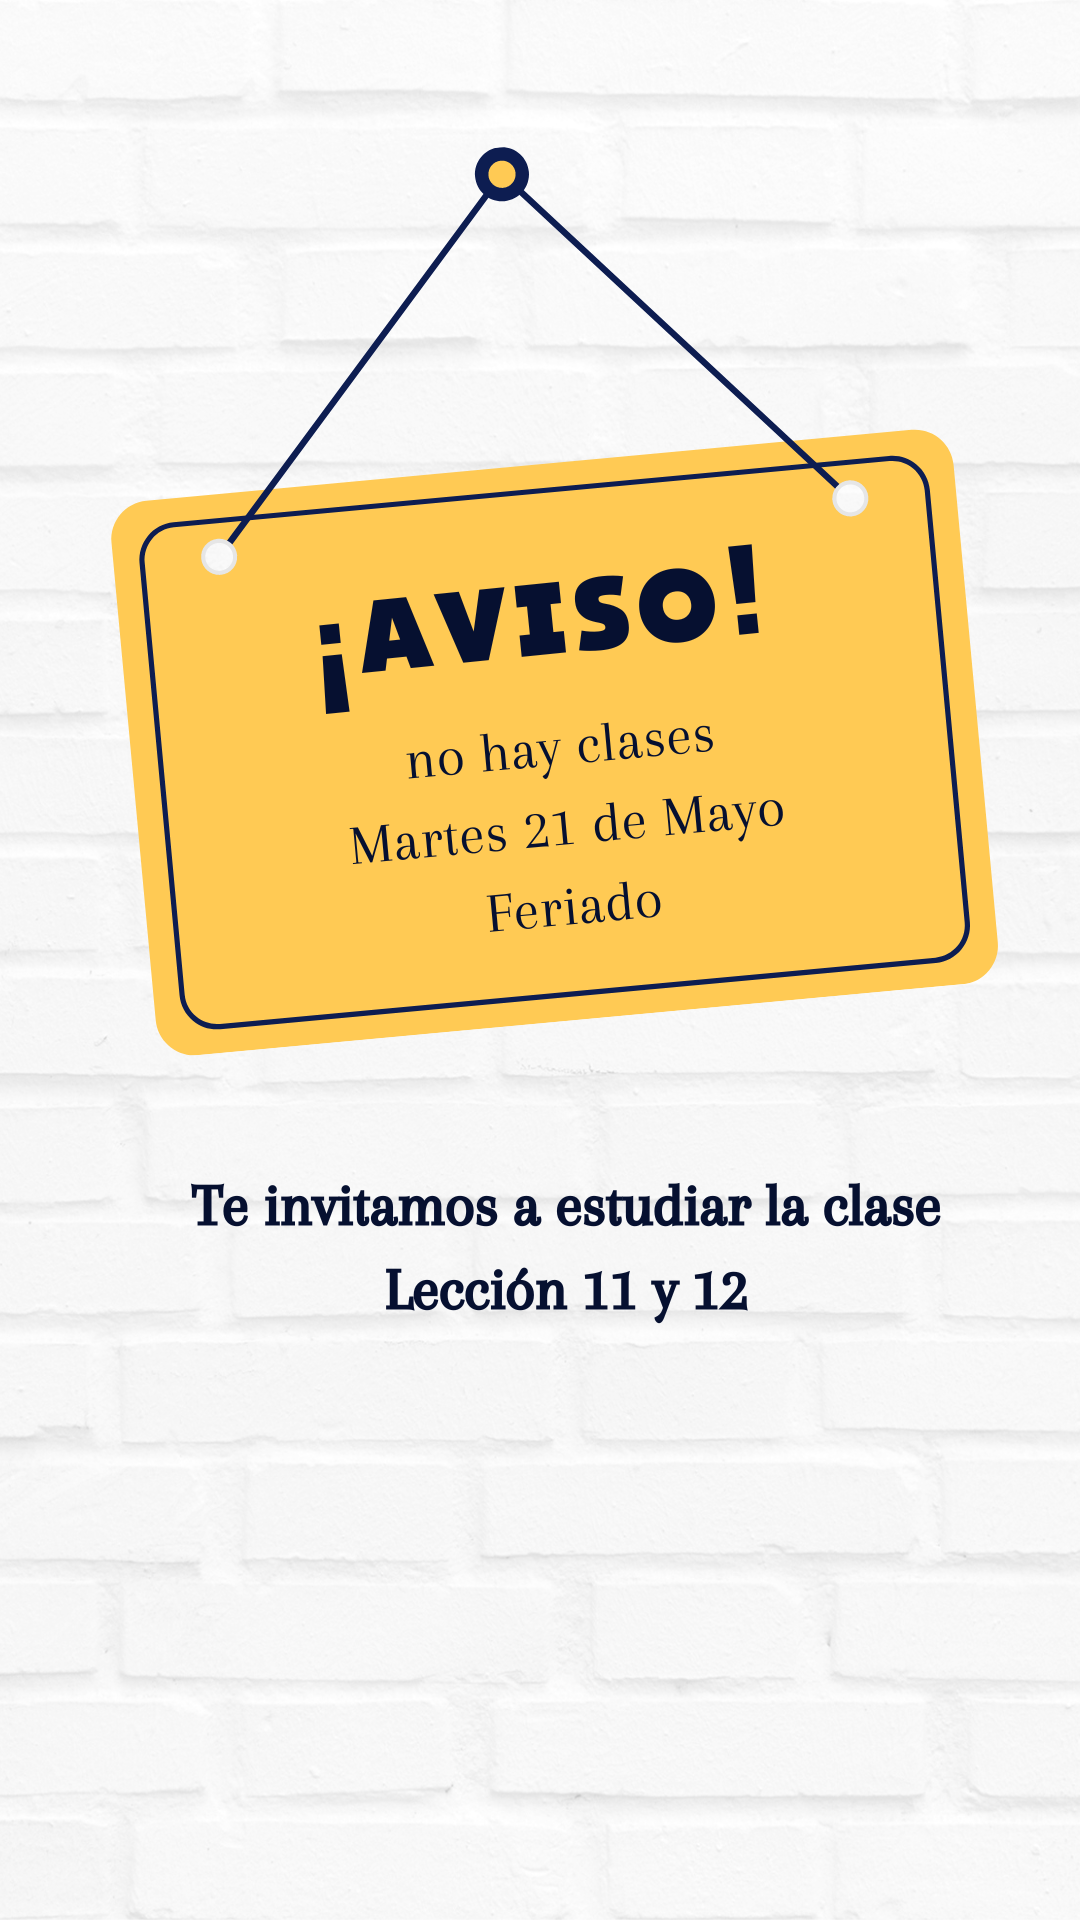 ¡AVISO!
no hay clases
Martes 21 de Mayo
Feriado
Te invitamos a estudiar la clase
Lección 11 y 12